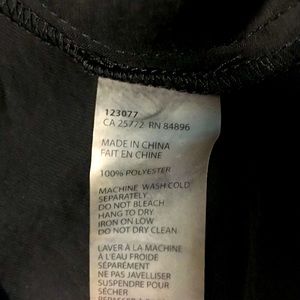 123077
CA 25772 RN 84896
MADE IN CHINA
FAIT EN CHINE
100% POLYESTER
MACHINE WASH COLD
SEPARATELY
DO NOT BLEACH
HANG TO DRY
IRON ON LOW
DO NOT DRY CLEAN
LAVER À LA MACHINE
À L'EAU FROIDE
SÉPARÉMENT
NE PAS JAVELLISER
SUSPENDRE POUR
SÉCHER